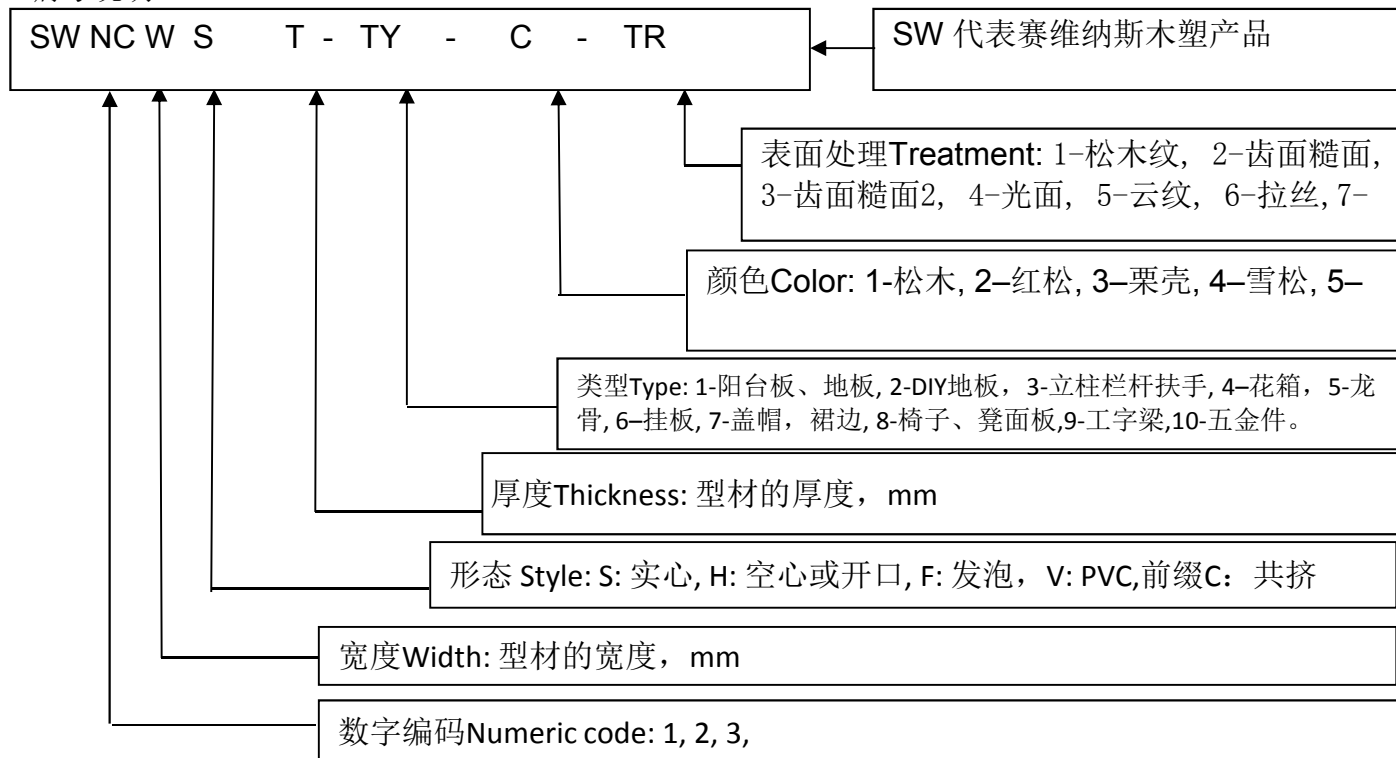 SW NC W S T - TY - C - TR
SW 代表赛维纳斯木塑产品
表面处理Treatment: 1-松木纹, 2-齿面糙面,
3-齿面糙面2, 4-光面, 5-云纹, 6-拉丝,7-
颜色Color: 1-松木, 2–红松, 3–栗壳, 4–雪松, 5–
类型Type: 1-阳台板、地板, 2-DIY地板，3-立柱栏杆扶手, 4–花箱，5-龙
骨, 6–挂板, 7-盖帽，裙边, 8-椅子、凳面板,9-工字梁,10-五金件。
厚度Thickness: 型材的厚度，mm
形态 Style: S: 实心, H: 空心或开口, F: 发泡，V: PVC,前缀C：共挤
宽度Width: 型材的宽度，mm
数字编码Numeric code: 1, 2, 3,